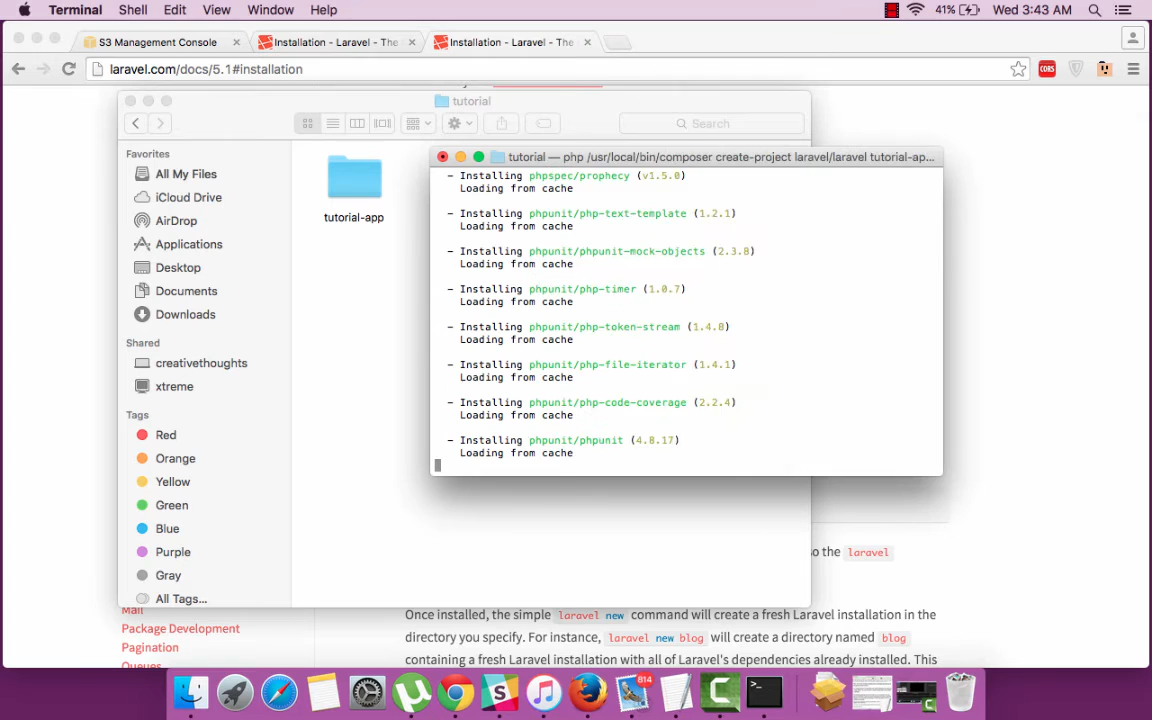 Terminal Shell Edit View Window Help 41% Wed 3:43 AM
S3 Management Console Installation - Laravel - The Installation - Laravel - The
laravel.com/docs/5.1#installation
CORS
tutorial
Search
Favorites
All My Files
iCloud Drive
AirDrop
Applications
Desktop
Documents
Downloads
Shared
creativethoughts
xtreme
Tags
Red
Orange
Yellow
Green
Blue
Purple
Gray
All Tags...
tutorial-app
tutorial — php /usr/local/bin/composer create-project laravel/laravel tutorial-ap...
- Installing phpspec/prophecy (v1.5.0)
Loading from cache
- Installing phpunit/php-text-template (1.2.1)
Loading from cache
- Installing phpunit/phpunit-mock-objects (2.3.8)
Loading from cache
- Installing phpunit/php-timer (1.0.7)
Loading from cache
- Installing phpunit/php-token-stream (1.4.8)
Loading from cache
- Installing phpunit/php-file-iterator (1.4.1)
Loading from cache
- Installing phpunit/php-code-coverage (2.2.4)
Loading from cache
- Installing phpunit/phpunit (4.8.17)
Loading from cache
so the laravel
Mail
Package Development
Pagination
Queues
Once installed, the simple laravel new command will create a fresh Laravel installation in the
directory you specify. For instance, laravel new blog will create a directory named blog
containing a fresh Laravel installation with all of Laravel's dependencies already installed. This
814